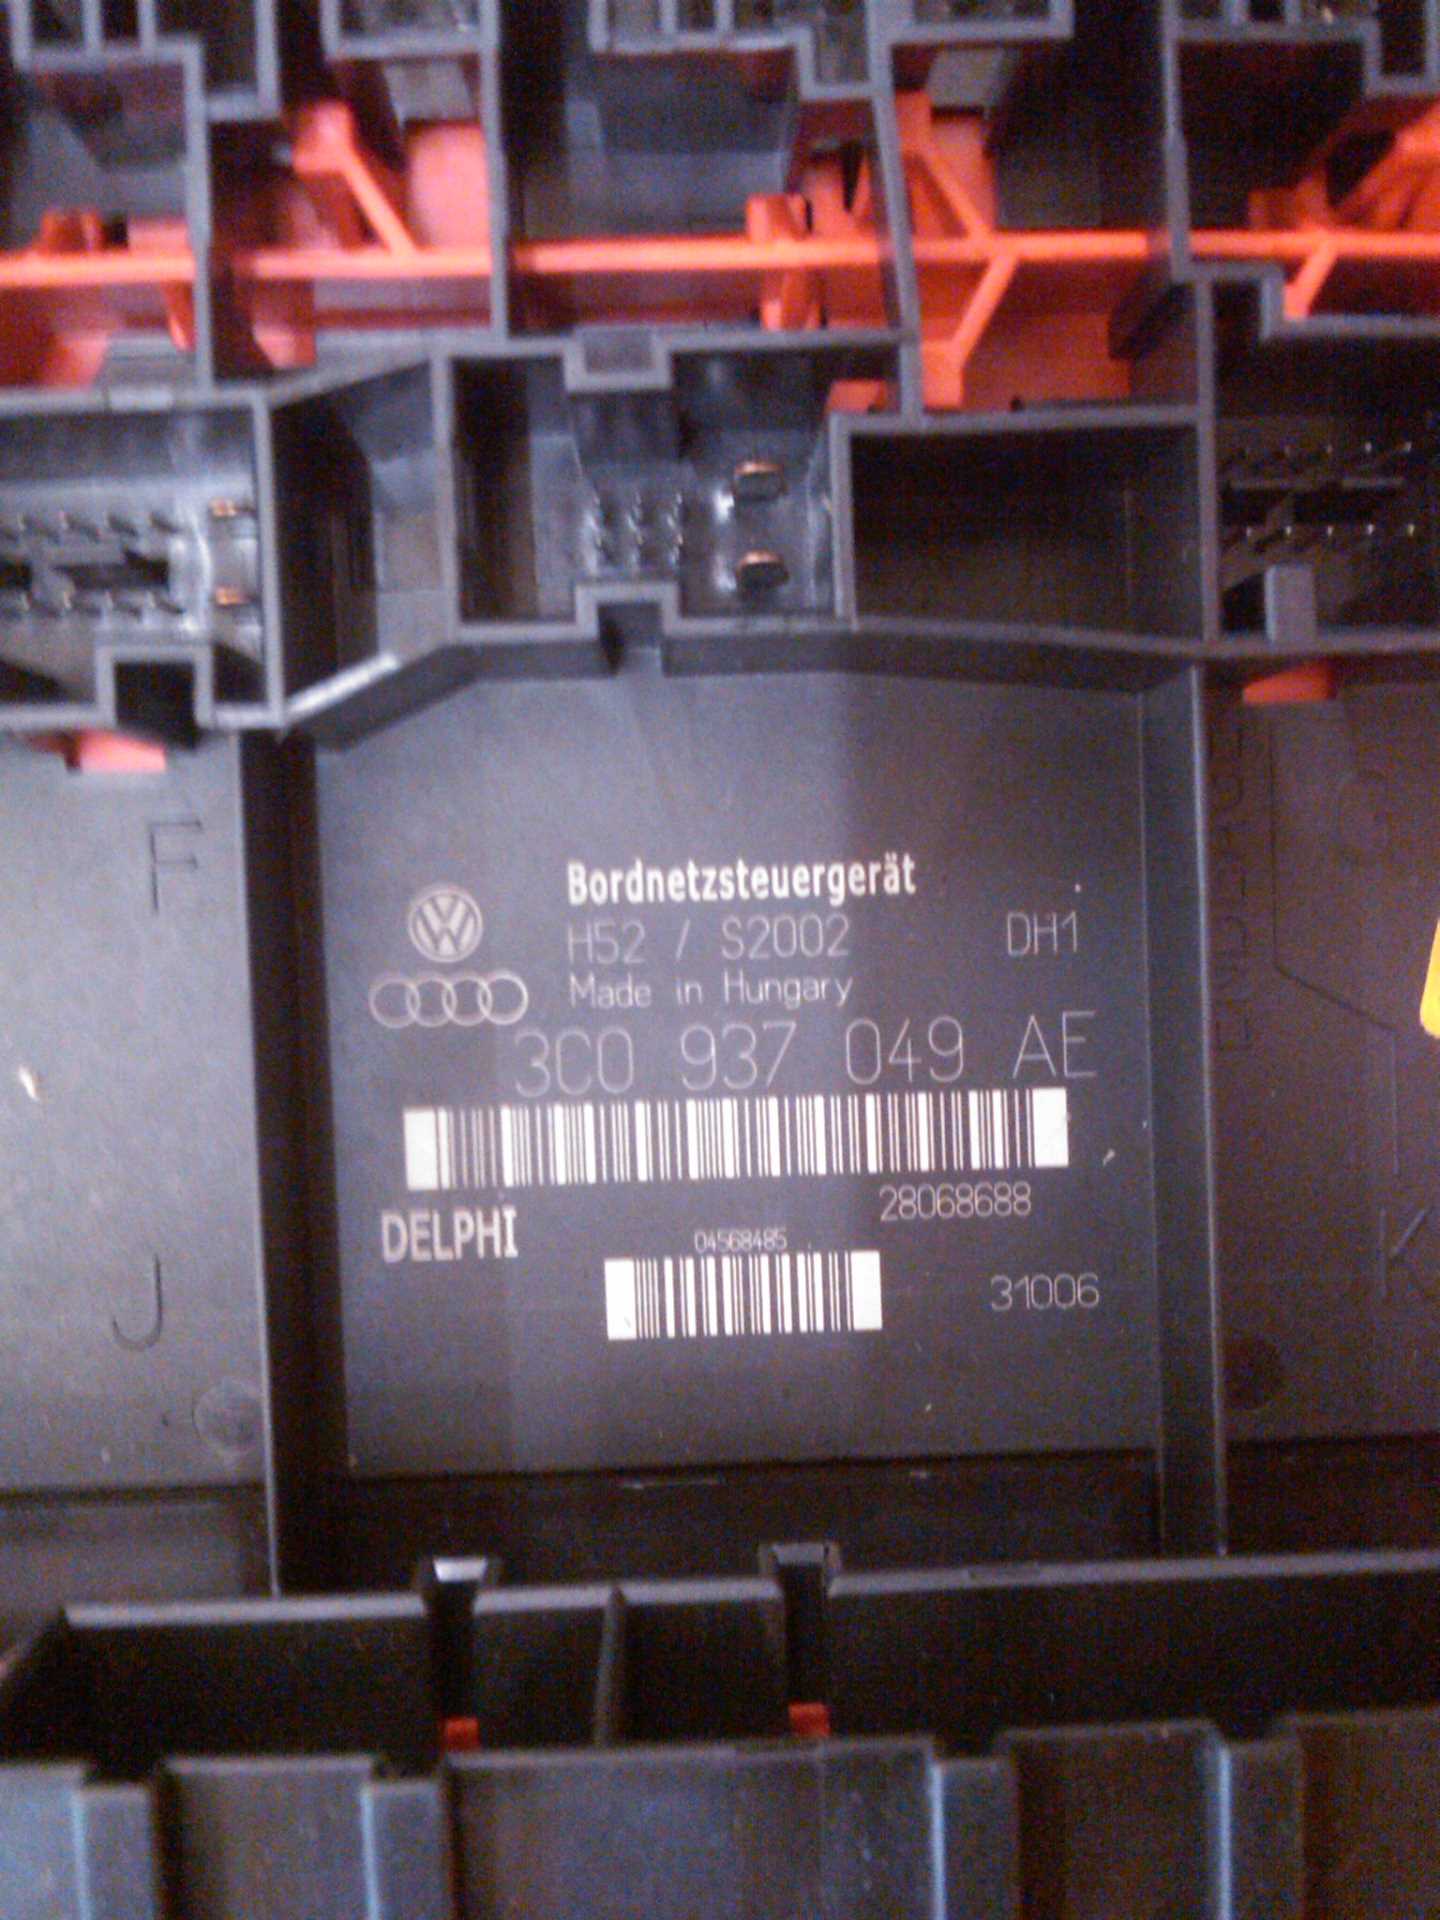 F
Bordnetzsteuergerät
H52 / S2002 DH1
Made in Hungary
3C0 937 049 AE
DELPHI
28068688
04568485
31006
J
K